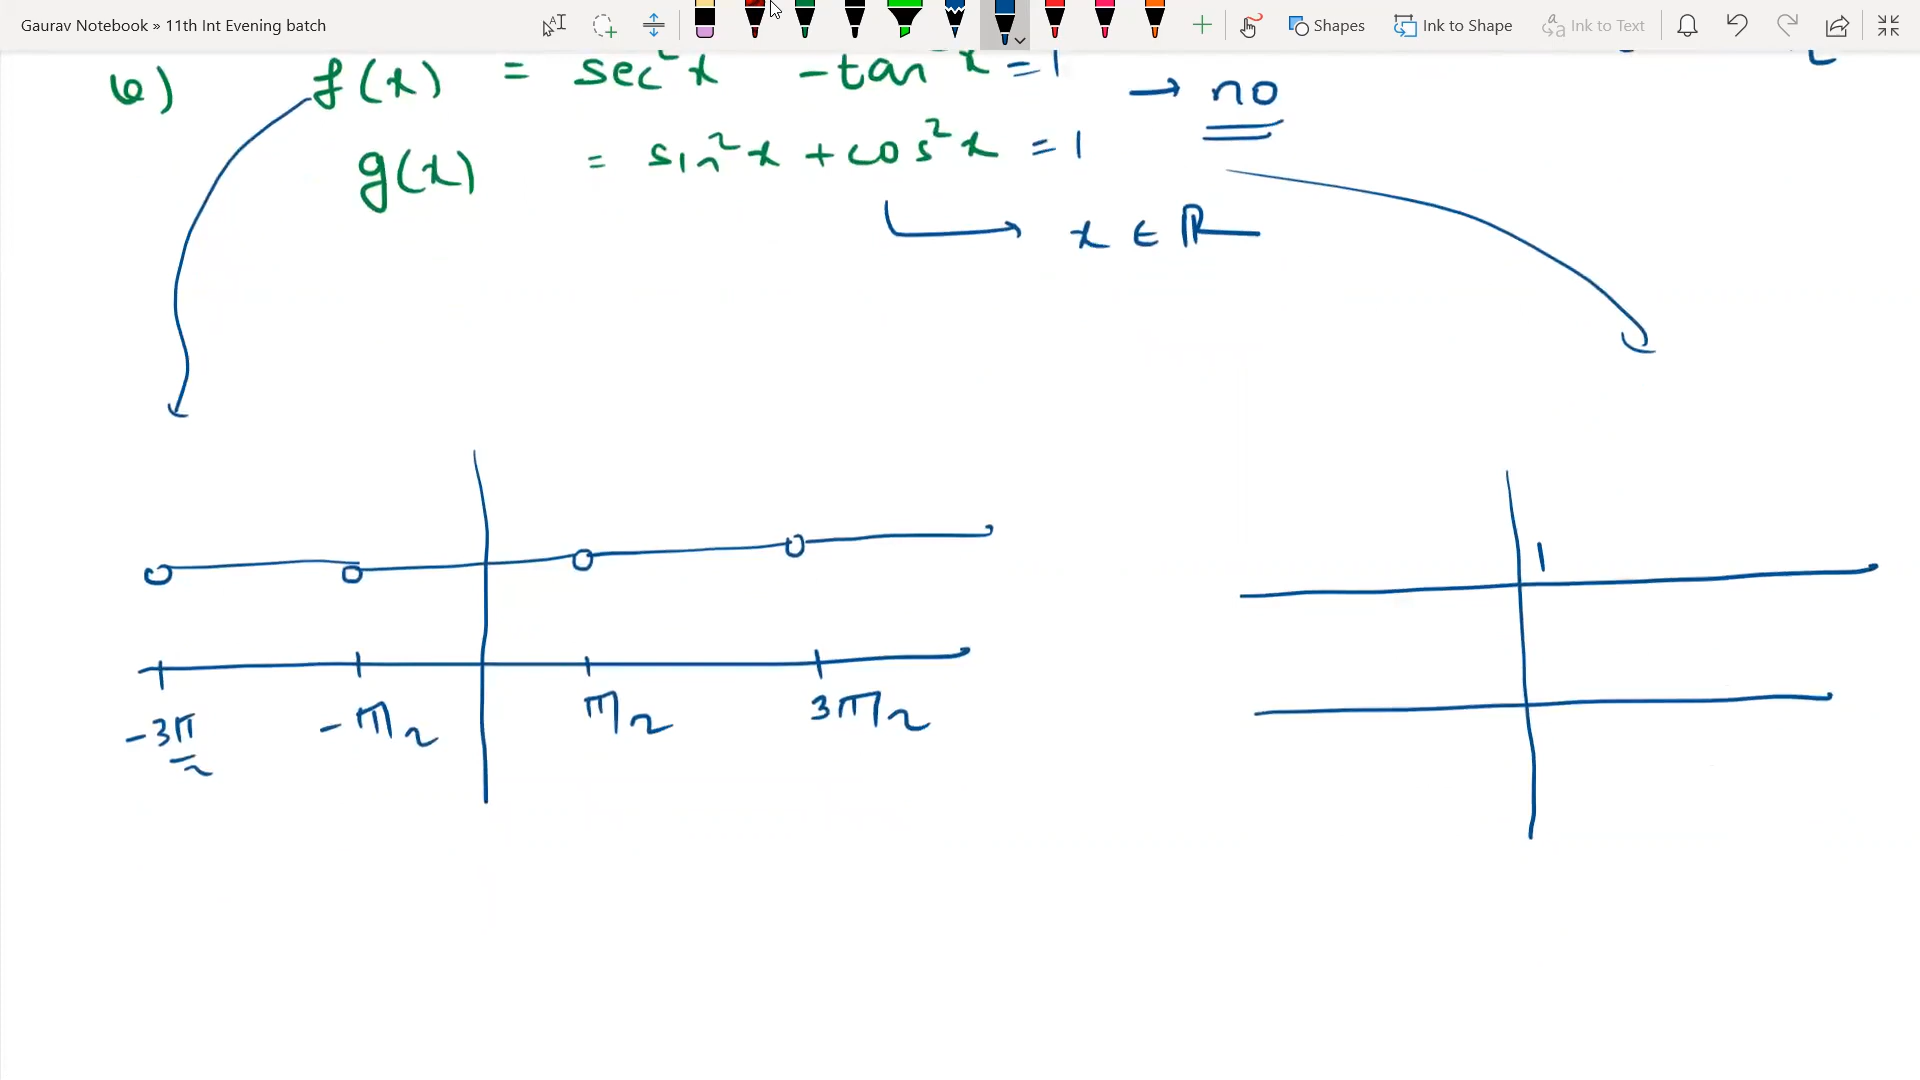 Gaurav Notebook » 11th Int Evening batch
Shapes
Ink to Shape
Ink to Text
6) f(x) = sec²x - tan²x = 1 → no
g(x) = sin²x + cos²x = 1
x ∈ ℝ
1
-3π/2 -π/2 π/2 3π/2